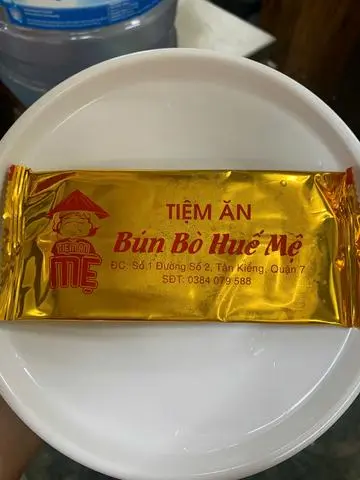 TIỆM ĂN
Bún Bò Huế Mệ
ĐC: Số 1 Đường Số 2, Tân Kiểng, Quận 7
SĐT: 0384 079 588
TIỆM ĂN
MỆ